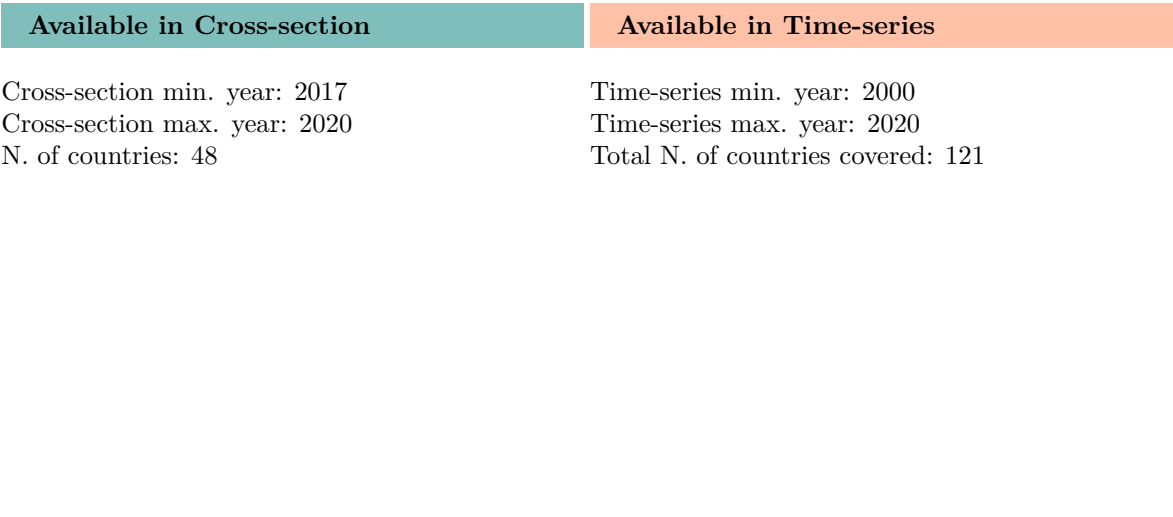 Available in Cross-section
Cross-section min. year: 2017
Cross-section max. year: 2020
N. of countries: 48
Available in Time-series
Time-series min. year: 2000
Time-series max. year: 2020
Total N. of countries covered: 121